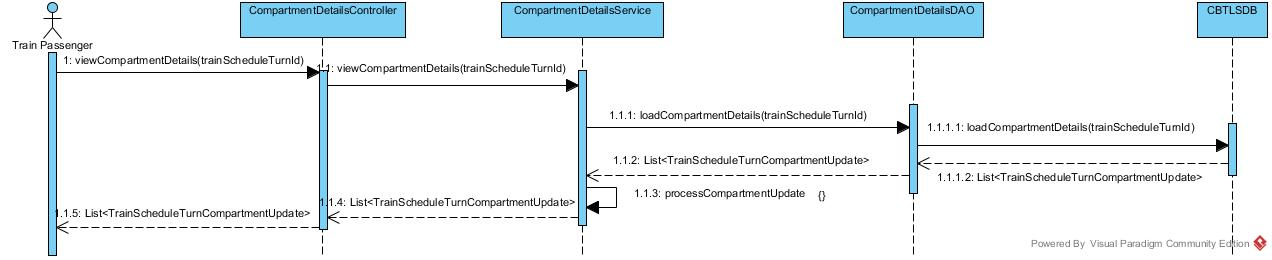 CompartmentDetailsController
CompartmentDetailsService
CompartmentDetailsDAO
CBTLSDB
Train Passenger
1: viewCompartmentDetails(trainScheduleTurnId)
1.1: viewCompartmentDetails(trainScheduleTurnId)
1.1.1: loadCompartmentDetails(trainScheduleTurnId)
1.1.1.1: loadCompartmentDetails(trainScheduleTurnId)
1.1.2: List<TrainScheduleTurnCompartmentUpdate>
1.1.1.2: List<TrainScheduleTurnCompartmentUpdate>
1.1.3: processCompartmentUpdate {}
1.1.4: List<TrainScheduleTurnCompartmentUpdate>
1.1.5: List<TrainScheduleTurnCompartmentUpdate>
Powered By Visual Paradigm Community Edition